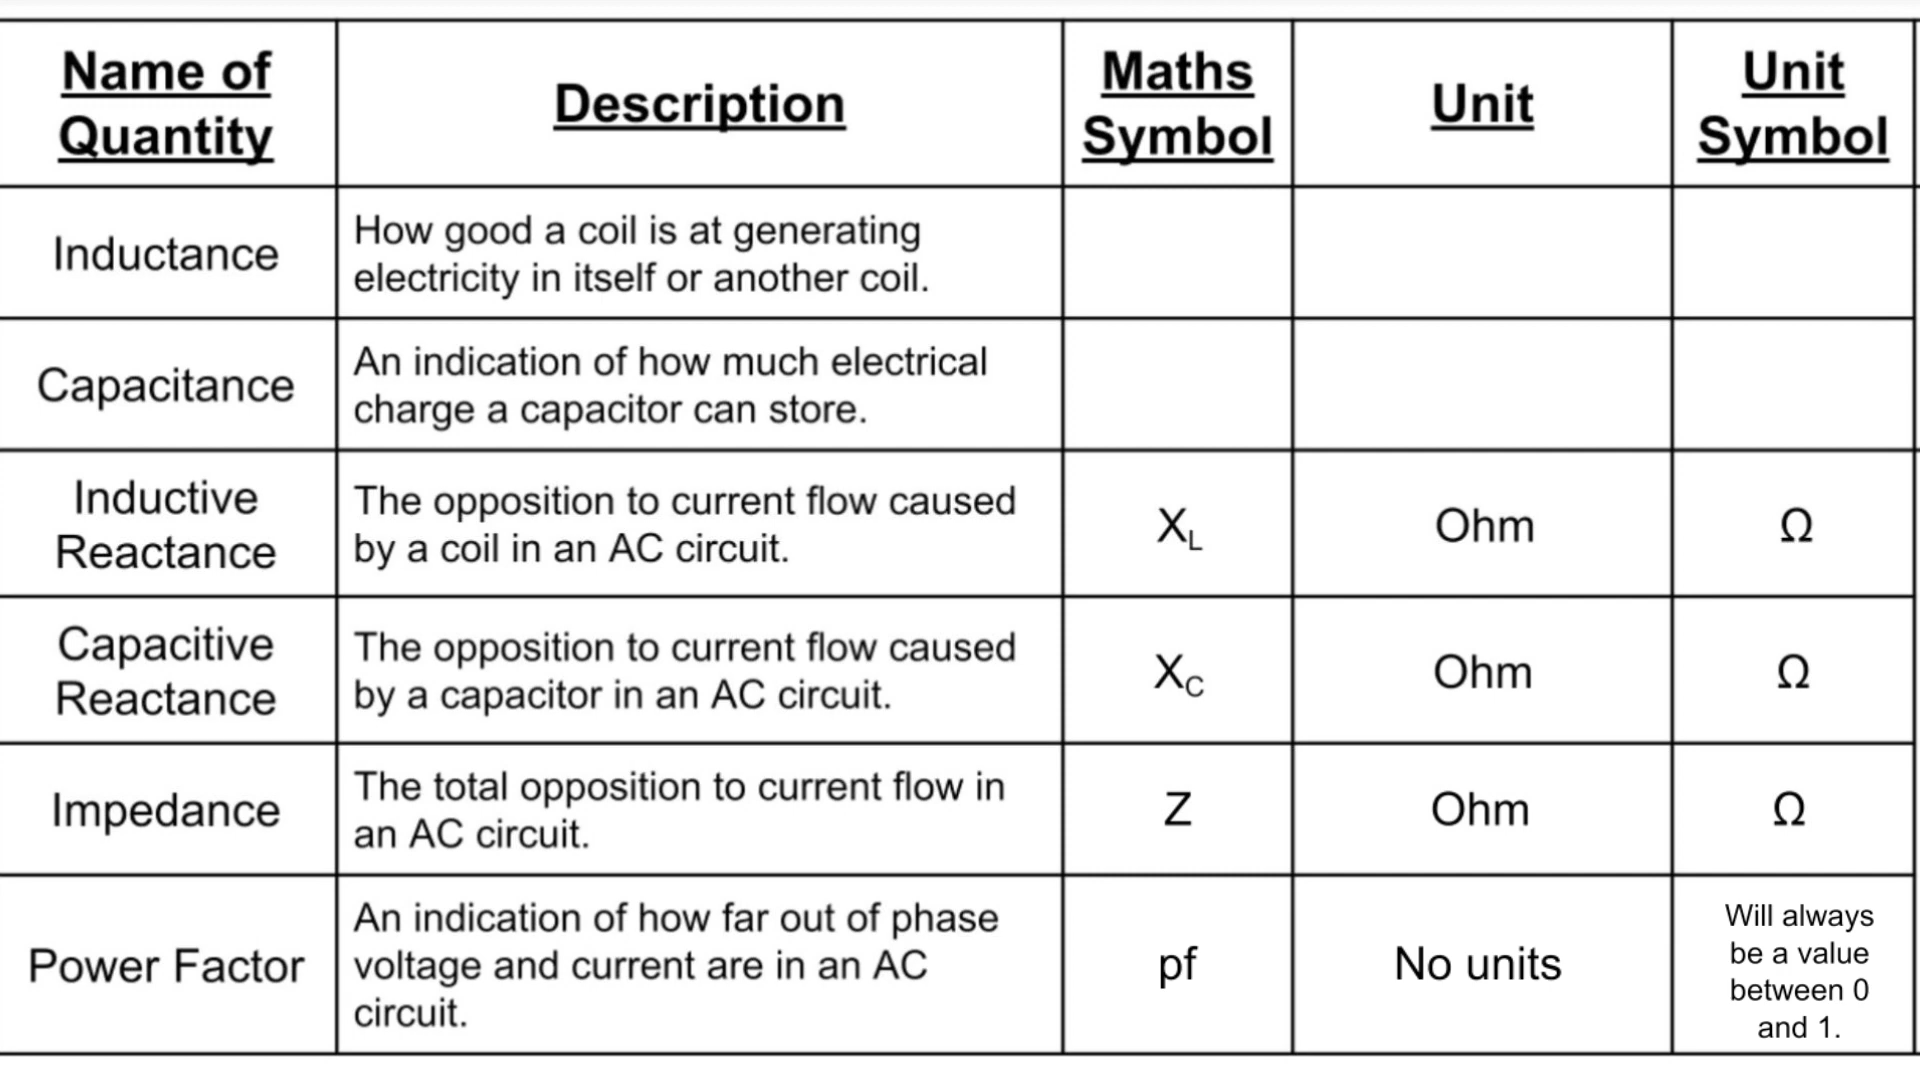 Name of
Quantity
Description
Maths
Symbol
Unit
Unit
Symbol
Inductance
How good a coil is at generating
electricity in itself or another coil.
Capacitance
An indication of how much electrical
charge a capacitor can store.
Inductive
Reactance
The opposition to current flow caused
by a coil in an AC circuit.
XL
Ohm
Ω
Capacitive
Reactance
The opposition to current flow caused
by a capacitor in an AC circuit.
XC
Ohm
Ω
Impedance
The total opposition to current flow in
an AC circuit.
Z
Ohm
Ω
Power Factor
An indication of how far out of phase
voltage and current are in an AC
circuit.
pf
No units
Will always
be a value
between 0
and 1.